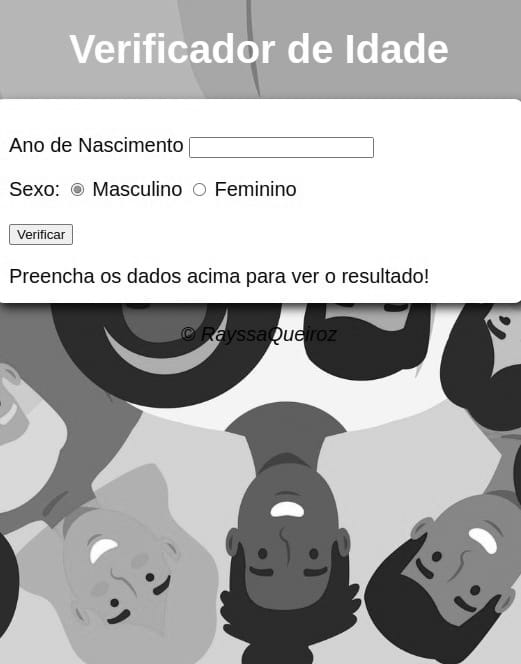 Verificador de Idade
Ano de Nascimento
Sexo: Masculino Feminino
Verificar
Preencha os dados acima para ver o resultado!
© RayssaQueiroz